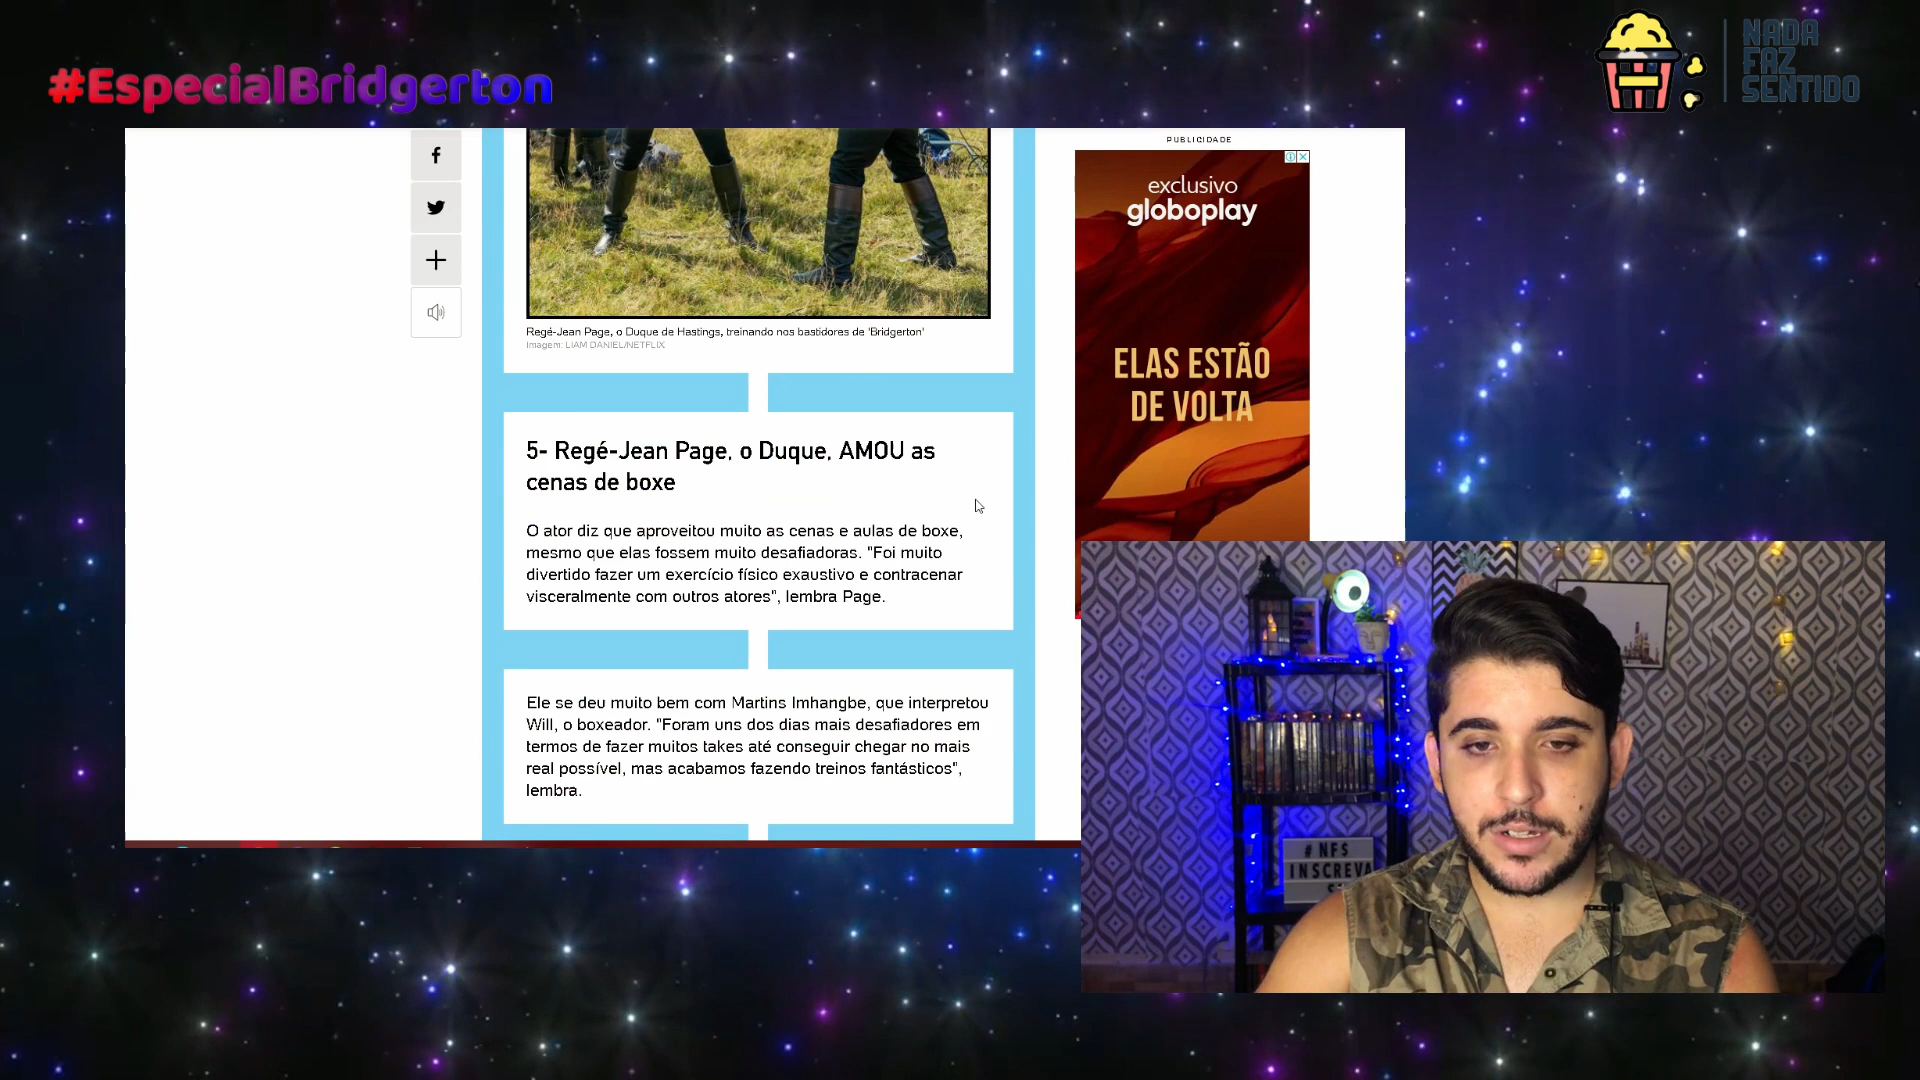 #EspecialBridgerton
NADA
FAZ
SENTIDO
PUBLICIDADE
exclusivo
globoplay
ELAS ESTÃO
DE VOLTA
Regé-Jean Page, o Duque de Hastings, treinando nos bastidores de 'Bridgerton'
Imagem: LIAM DANIEL/NETFLIX
5- Regé-Jean Page, o Duque, AMOU as
cenas de boxe
O ator diz que aproveitou muito as cenas e aulas de boxe,
mesmo que elas fossem muito desafiadoras. "Foi muito
divertido fazer um exercício físico exaustivo e contracenar
visceralmente com outros atores", lembra Page.
Ele se deu muito bem com Martins Imhangbe, que interpretou
Will, o boxeador. "Foram uns dos dias mais desafiadores em
termos de fazer muitos takes até conseguir chegar no mais
real possível, mas acabamos fazendo treinos fantásticos",
lembra.
# NFS
INSCREVA